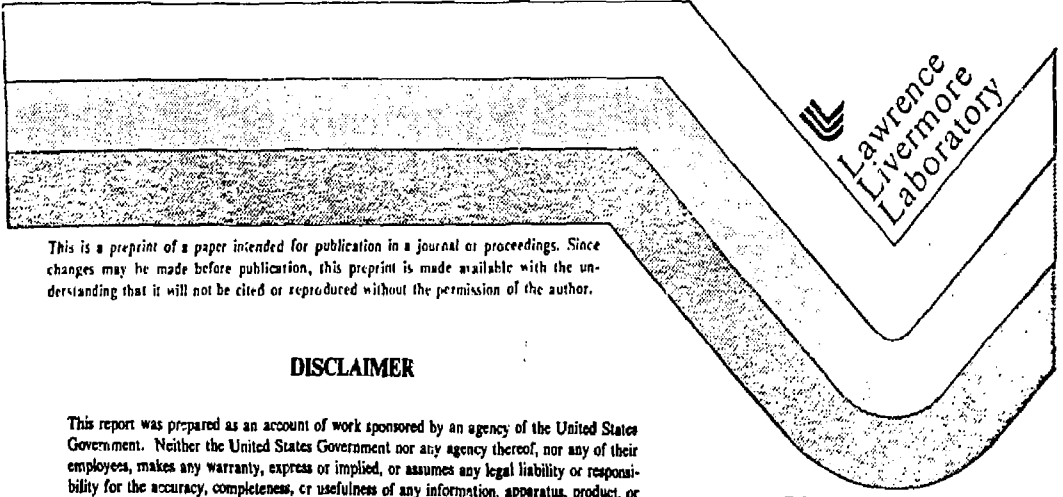 Lawrence
Livermore
Laboratory
This is a preprint of a paper intended for publication in a journal or proceedings. Since
changes may be made before publication, this preprint is made available with the un-
derstanding that it will not be cited or reproduced without the permission of the author.
DISCLAIMER
This report was prepared as an account of work sponsored by an agency of the United States
Government. Neither the United States Government nor any agency thereof, nor any of their
employees, makes any warranty, express or implied, or assumes any legal liability or responsi-
bility for the accuracy, completeness, or usefulness of any information, apparatus, product, or